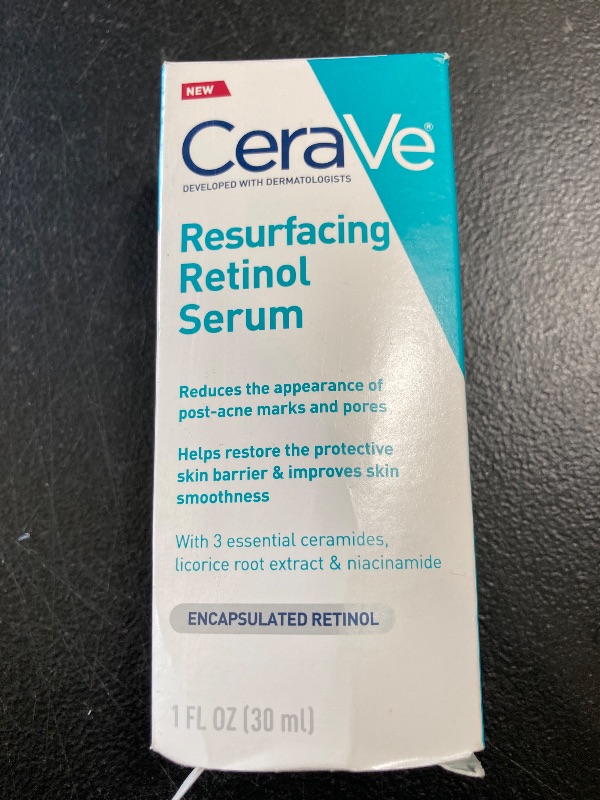 NEW
CeraVe®
DEVELOPED WITH DERMATOLOGISTS
Resurfacing
Retinol
Serum
Reduces the appearance of
post-acne marks and pores
Helps restore the protective
skin barrier & improves skin
smoothness
With 3 essential ceramides,
licorice root extract & niacinamide
ENCAPSULATED RETINOL
1 FL OZ (30 ml)